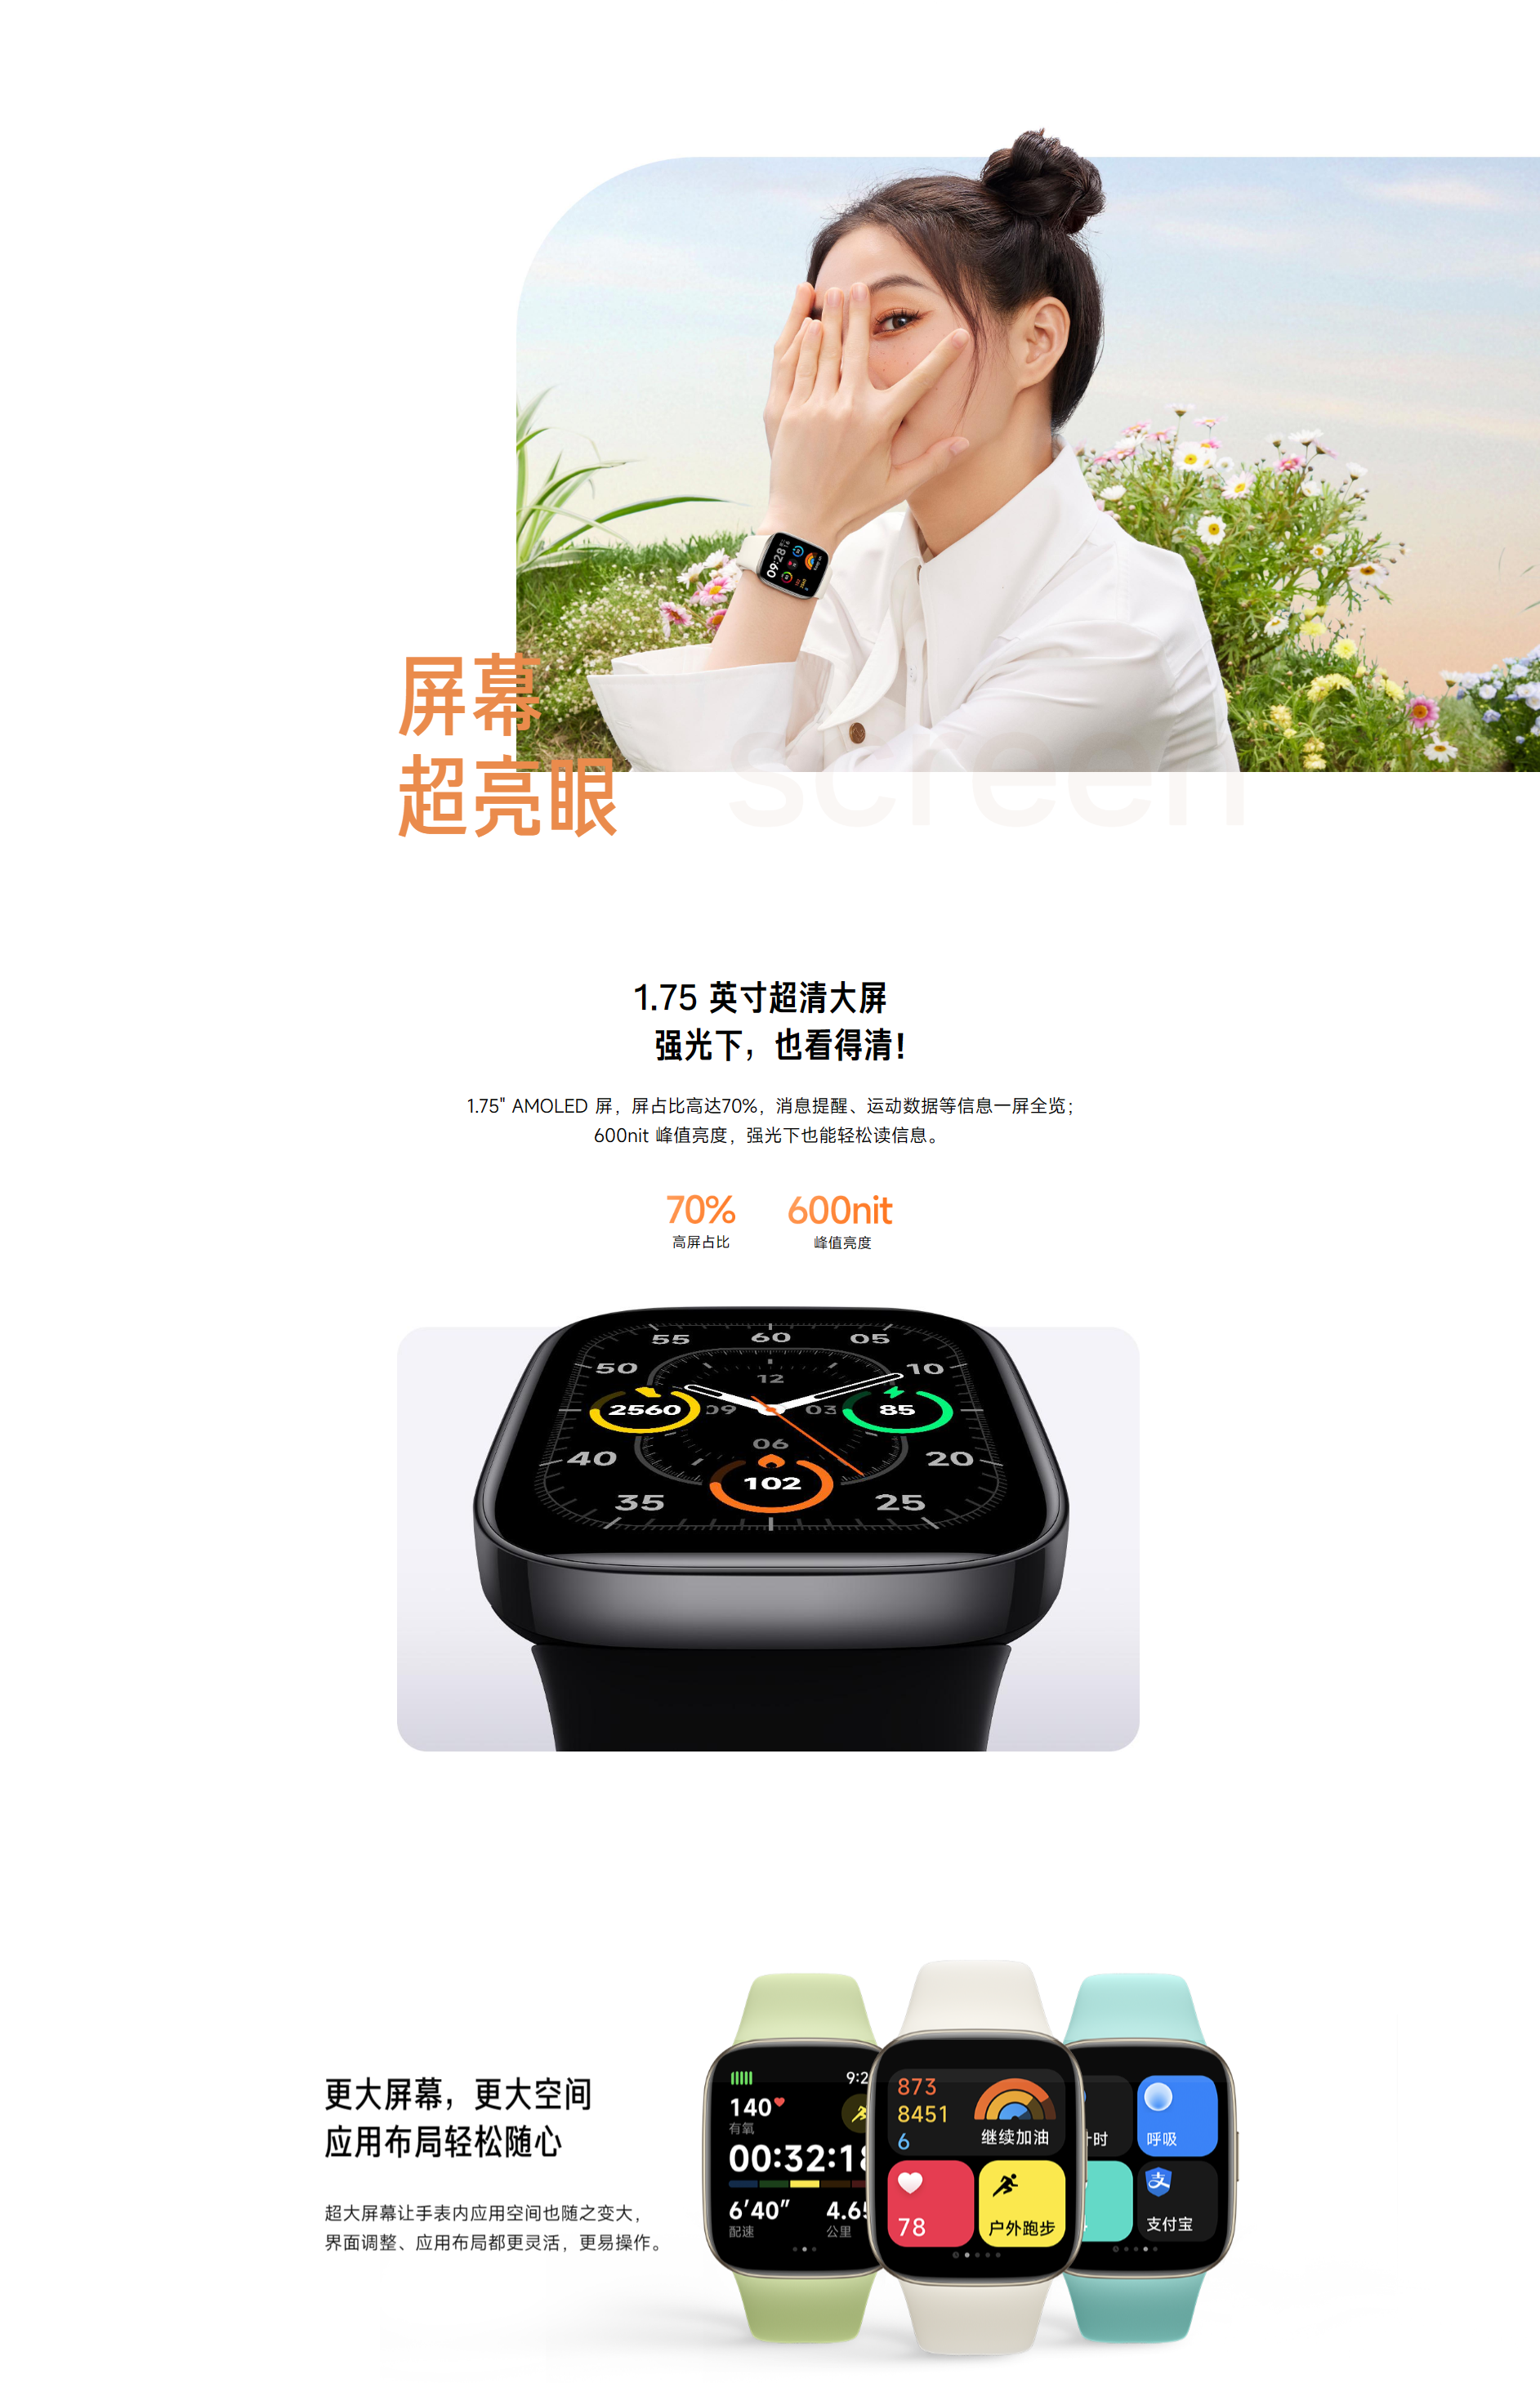 09:28
屏幕
超亮眼
screen
1.75 英寸超清大屏
强光下，也看得清！
1.75" AMOLED 屏，屏占比高达70%，消息提醒、运动数据等信息一屏全览；
600nit 峰值亮度，强光下也能轻松读信息。
70%
600nit
高屏占比
峰值亮度
55 60 05
50 12 10
2560 09 03 85
40 06 20
102
35 25
更大屏幕，更大空间
应用布局轻松随心
超大屏幕让手表内应用空间也随之变大，
界面调整、应用布局都更灵活，更易操作。
9:2
140
有氧
00:32:18
6'40"
4.65
配速
公里
873
8451
6
继续加油
78
户外跑步
时
呼吸
支
支付宝